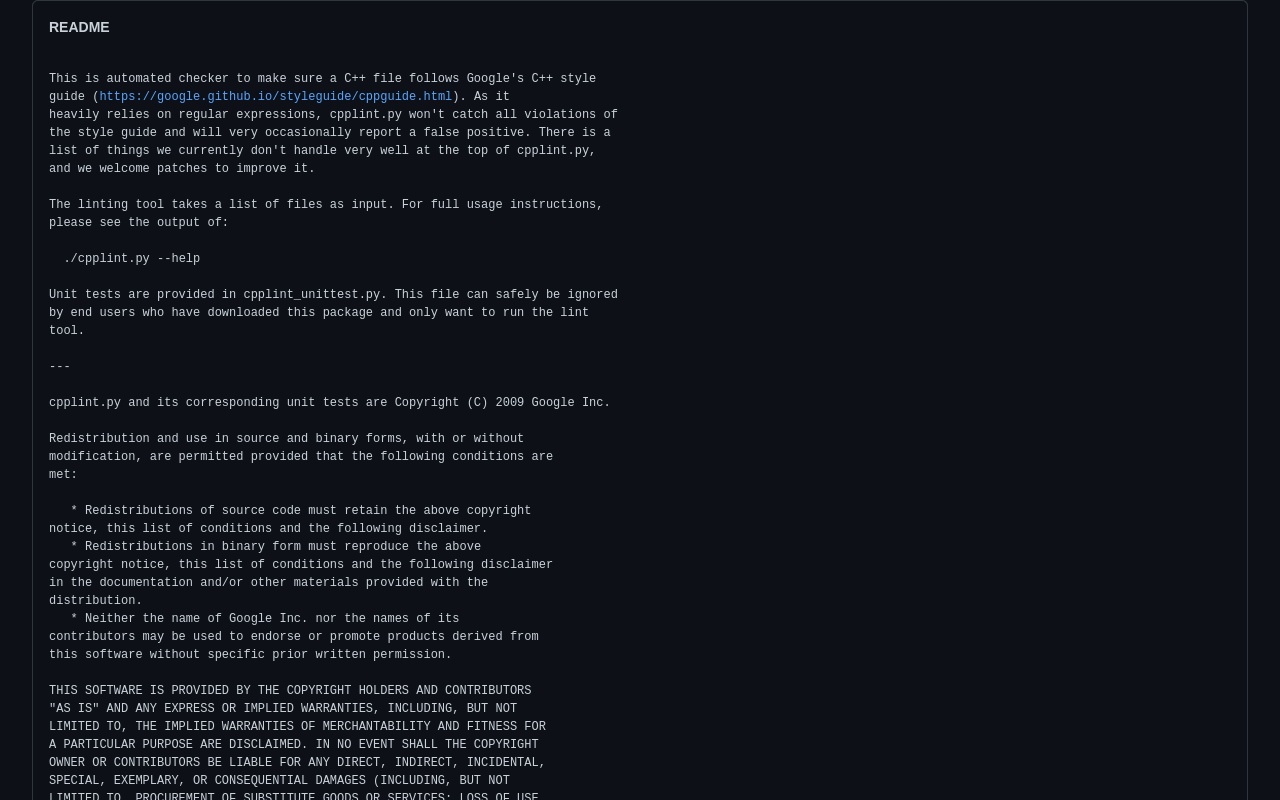 README
This is automated checker to make sure a C++ file follows Google's C++ style
guide (https://google.github.io/styleguide/cppguide.html). As it
heavily relies on regular expressions, cpplint.py won't catch all violations of
the style guide and will very occasionally report a false positive. There is a
list of things we currently don't handle very well at the top of cpplint.py,
and we welcome patches to improve it.
The linting tool takes a list of files as input. For full usage instructions,
please see the output of:
./cpplint.py --help
Unit tests are provided in cpplint_unittest.py. This file can safely be ignored
by end users who have downloaded this package and only want to run the lint
tool.
---
cpplint.py and its corresponding unit tests are Copyright (C) 2009 Google Inc.
Redistribution and use in source and binary forms, with or without
modification, are permitted provided that the following conditions are
met:
* Redistributions of source code must retain the above copyright
notice, this list of conditions and the following disclaimer.
* Redistributions in binary form must reproduce the above
copyright notice, this list of conditions and the following disclaimer
in the documentation and/or other materials provided with the
distribution.
* Neither the name of Google Inc. nor the names of its
contributors may be used to endorse or promote products derived from
this software without specific prior written permission.
THIS SOFTWARE IS PROVIDED BY THE COPYRIGHT HOLDERS AND CONTRIBUTORS
"AS IS" AND ANY EXPRESS OR IMPLIED WARRANTIES, INCLUDING, BUT NOT
LIMITED TO, THE IMPLIED WARRANTIES OF MERCHANTABILITY AND FITNESS FOR
A PARTICULAR PURPOSE ARE DISCLAIMED. IN NO EVENT SHALL THE COPYRIGHT
OWNER OR CONTRIBUTORS BE LIABLE FOR ANY DIRECT, INDIRECT, INCIDENTAL,
SPECIAL, EXEMPLARY, OR CONSEQUENTIAL DAMAGES (INCLUDING, BUT NOT
LIMITED TO, PROCUREMENT OF SUBSTITUTE GOODS OR SERVICES; LOSS OF USE,